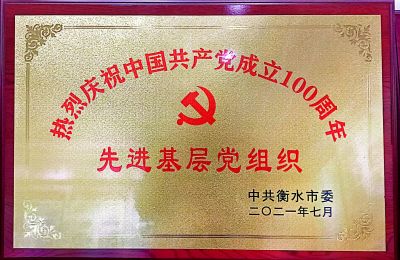 热烈庆祝中国共产党成立100周年
先进基层党组织
中共衡水市委
二〇二一年七月